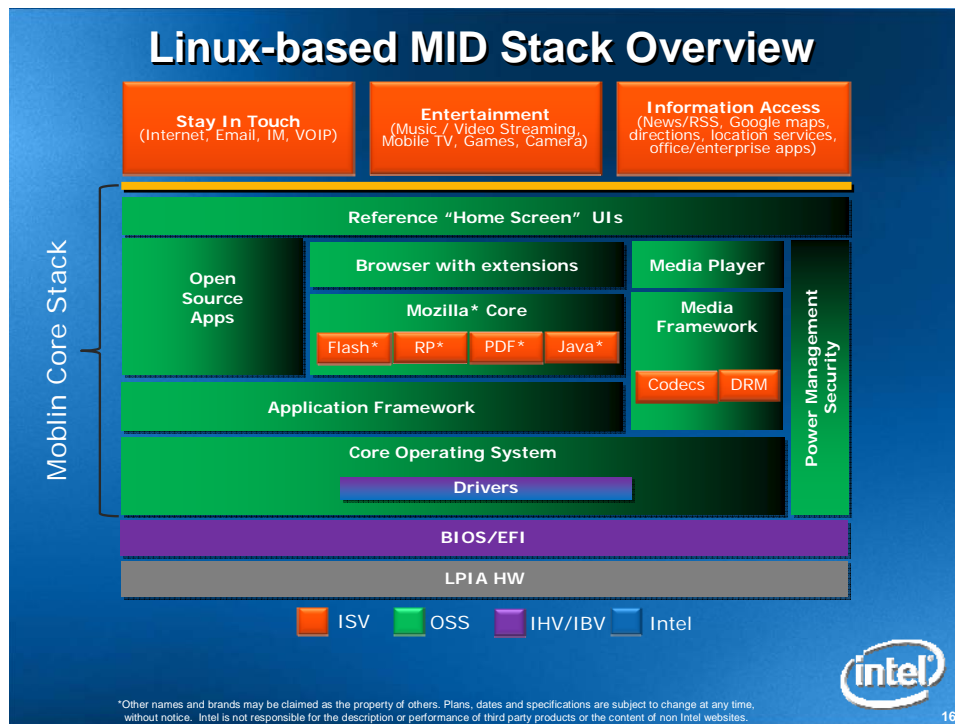 Linux-based MID Stack Overview
Stay In Touch
(Internet, Email, IM, VOIP)
Entertainment
(Music / Video Streaming,
Mobile TV, Games, Camera)
Information Access
(News/RSS, Google maps,
directions, location services,
office/enterprise apps)
Moblin Core Stack
Reference “Home Screen” UIs
Open
Source
Apps
Browser with extensions
Mozilla* Core
Flash*
RP*
PDF*
Java*
Media Player
Media
Framework
Codecs
DRM
Power Management
Security
Application Framework
Core Operating System
Drivers
BIOS/EFI
LPIA HW
ISV
OSS
IHV/IBV
Intel
intel®
*Other names and brands may be claimed as the property of others. Plans, dates and specifications are subject to change at any time,
without notice. Intel is not responsible for the description or performance of third party products or the content of non Intel websites.
16